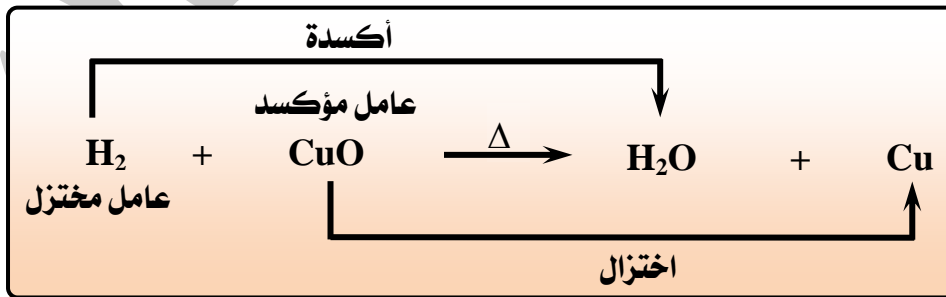 أكسدة
عامل مؤكسد
H₂ + CuO Δ H₂O + Cu
عامل مختزل
اختزال